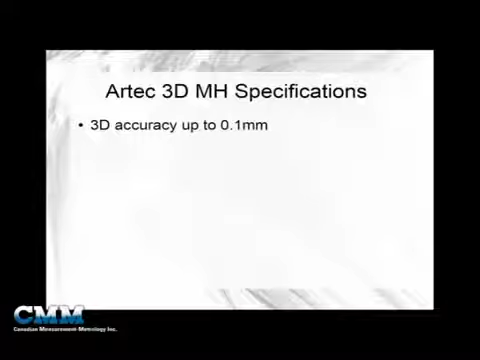 Artec 3D MH Specifications
• 3D accuracy up to 0.1mm
CMM
Canadian Measurement-Metrology Inc.